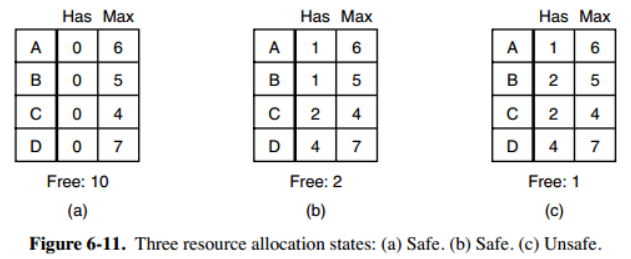 Has Max
A 0 6
B 0 5
C 0 4
D 0 7
Free: 10
(a)
Has Max
A 1 6
B 1 5
C 2 4
D 4 7
Free: 2
(b)
Has Max
A 1 6
B 2 5
C 2 4
D 4 7
Free: 1
(c)
Figure 6-11. Three resource allocation states: (a) Safe. (b) Safe. (c) Unsafe.